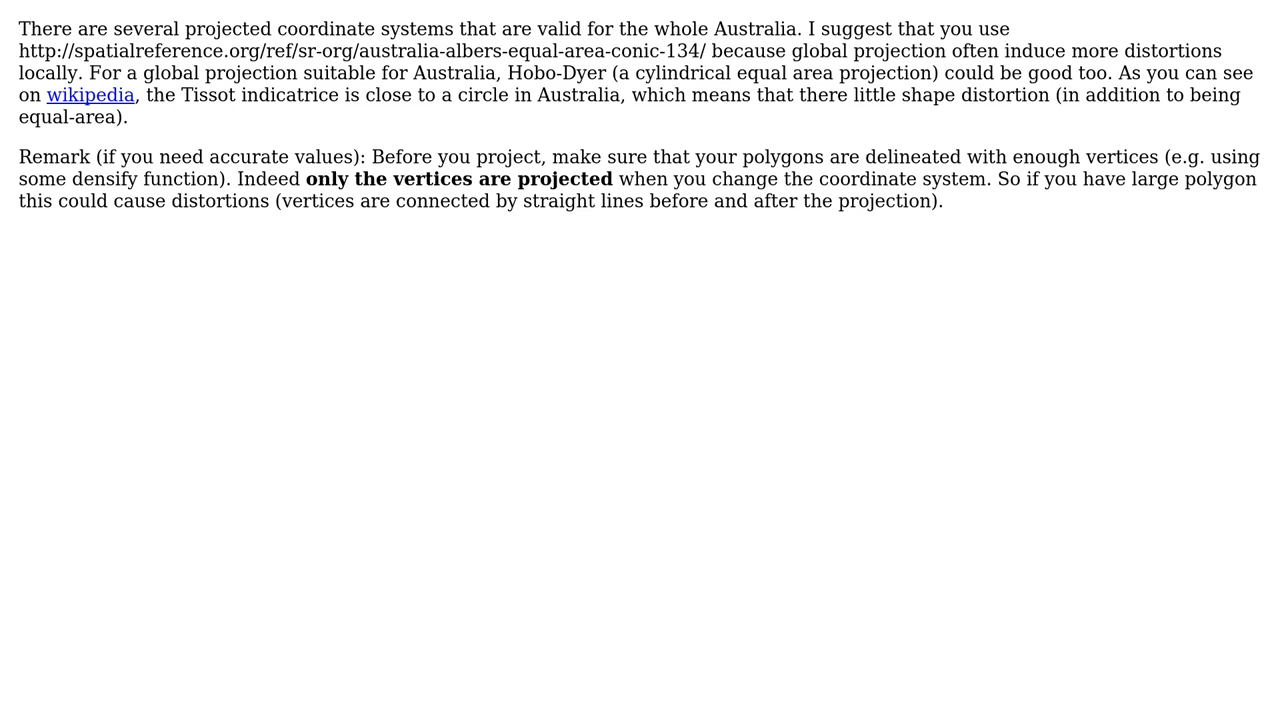 There are several projected coordinate systems that are valid for the whole Australia. I suggest that you use
http://spatialreference.org/ref/sr-org/australia-albers-equal-area-conic-134/ because global projection often induce more distortions
locally. For a global projection suitable for Australia, Hobo-Dyer (a cylindrical equal area projection) could be good too. As you can see
on wikipedia, the Tissot indicatrice is close to a circle in Australia, which means that there little shape distortion (in addition to being
equal-area).
Remark (if you need accurate values): Before you project, make sure that your polygons are delineated with enough vertices (e.g. using
some densify function). Indeed only the vertices are projected when you change the coordinate system. So if you have large polygon
this could cause distortions (vertices are connected by straight lines before and after the projection).